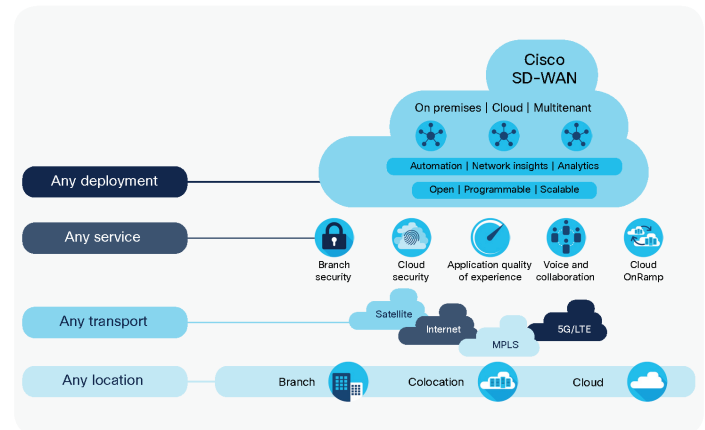 Cisco
SD-WAN
On premises | Cloud | Multitenant
Automation | Network insights | Analytics
Open | Programmable | Scalable
Any deployment
Any service
Branch
security
Cloud
security
Application quality
of experience
Voice and
collaboration
Cloud
OnRamp
Any transport
Satellite
Internet
MPLS
5G/LTE
Any location
Branch
Colocation
Cloud